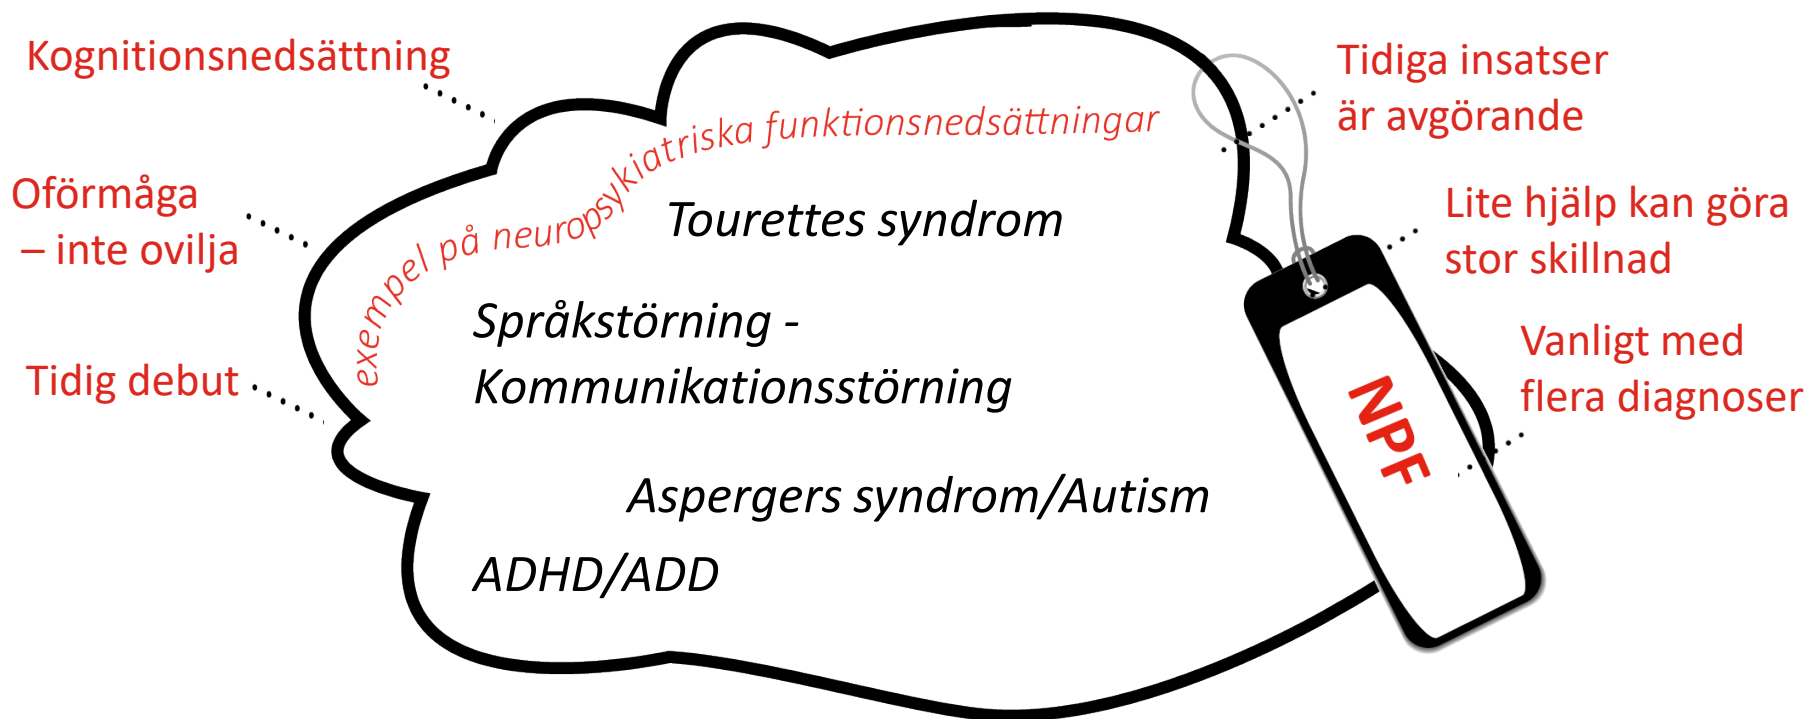 Kognitionsnedsättning
Oförmåga
– inte ovilja
Tidig debut
exempel på neuropsykiatriska funktionsnedsättningar
Tourettes syndrom
Språkstörning -
Kommunikationsstörning
Aspergers syndrom/Autism
ADHD/ADD
Tidiga insatser
är avgörande
Lite hjälp kan göra
stor skillnad
Vanligt med
flera diagnoser
NPF